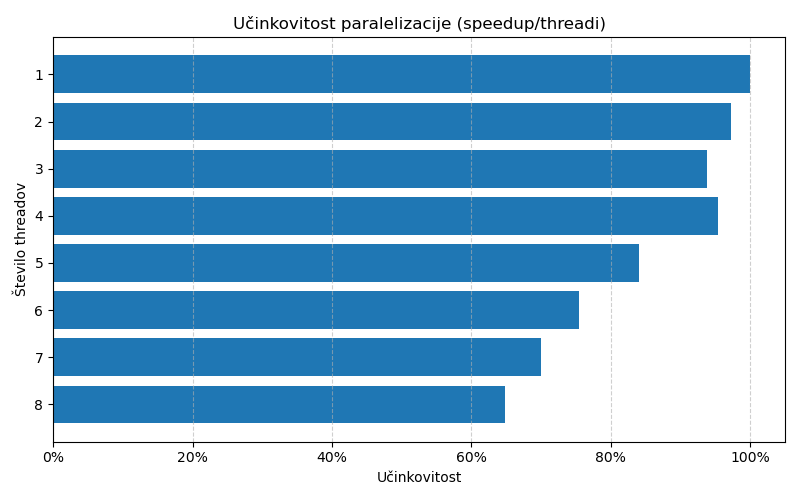 Učinkovitost paralelizacije (speedup/threadi)
Število threadov
1
2
3
4
5
6
7
8
0% 20% 40% 60% 80% 100%
Učinkovitost